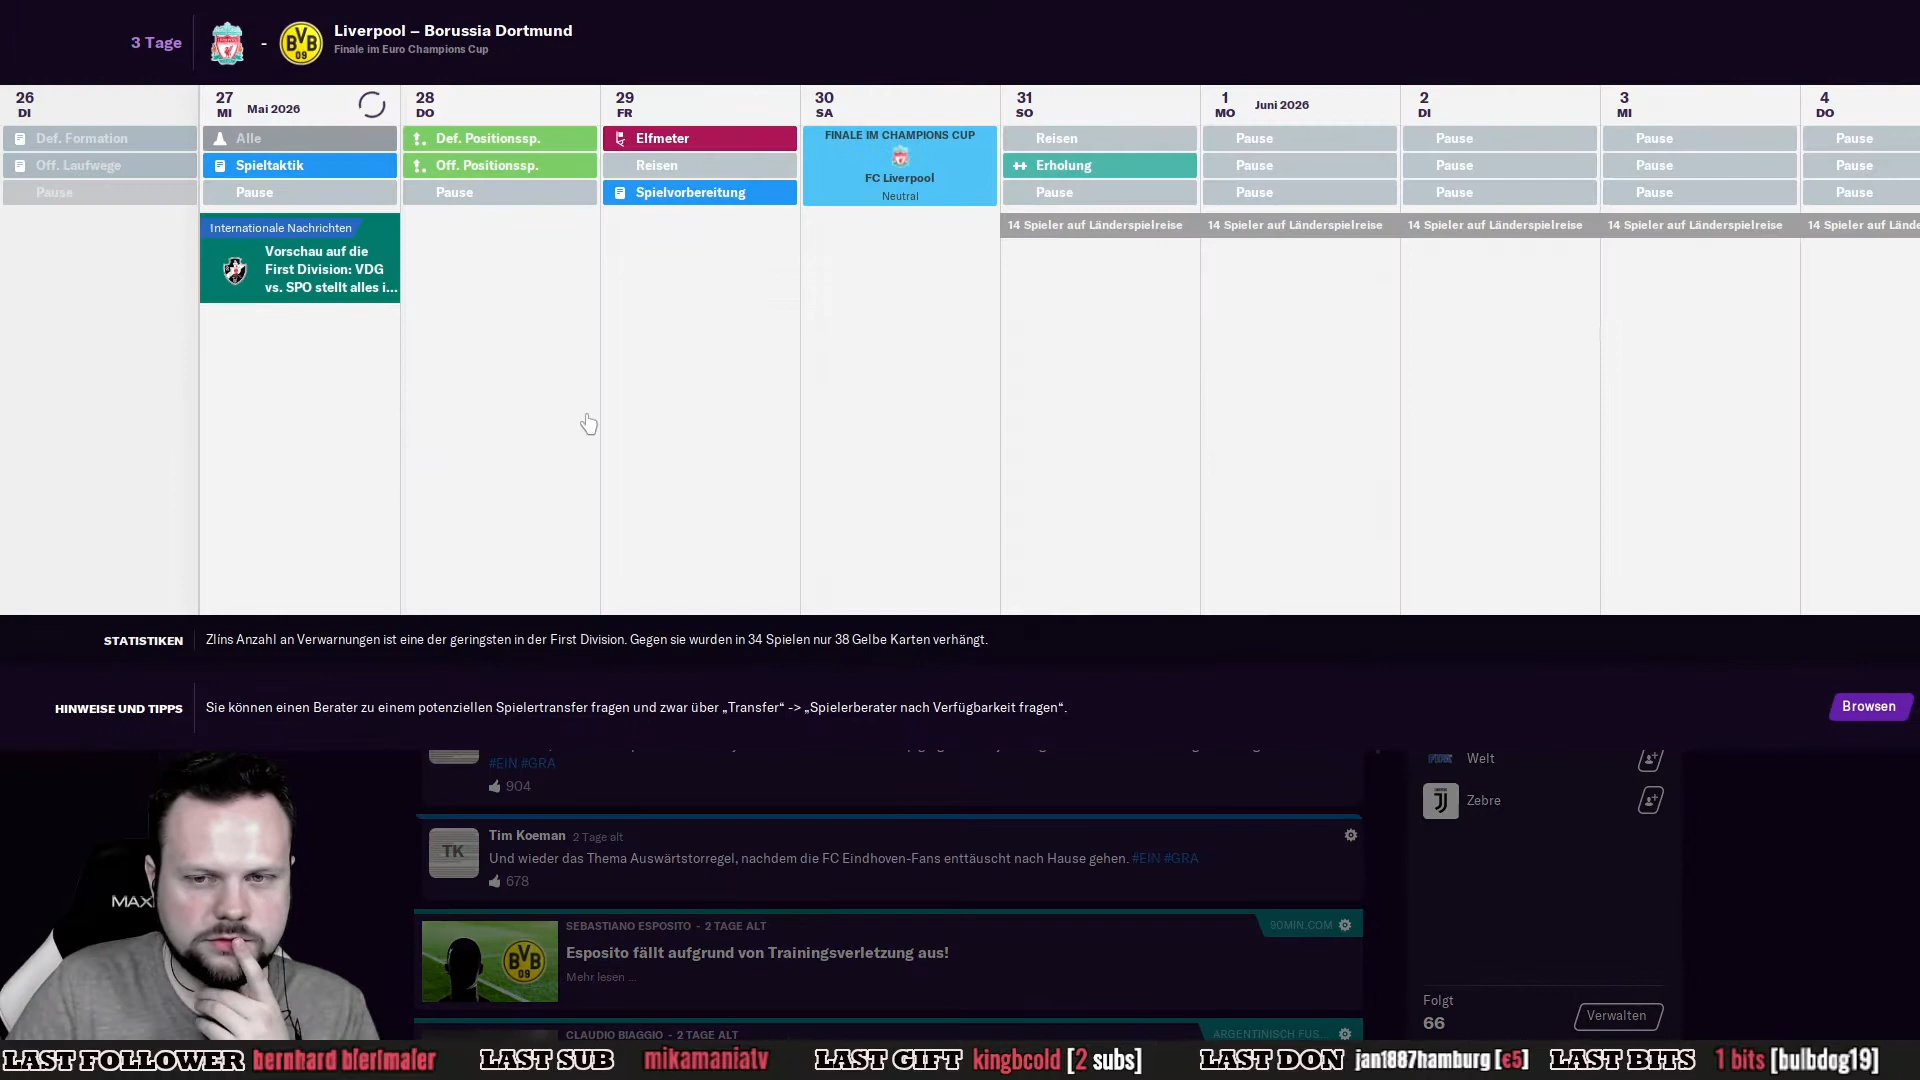 3 Tage
-
Liverpool – Borussia Dortmund
Finale im Euro Champions Cup
26
DI
Def. Formation
Off. Laufwege
Pause
27
MI
Mai 2026
Alle
Spieltaktik
Pause
Internationale Nachrichten
Vorschau auf die
First Division: VDG
vs. SPO stellt alles i...
28
DO
Def. Positionssp.
Off. Positionssp.
Pause
29
FR
Elfmeter
Reisen
Spielvorbereitung
30
SA
FINALE IM CHAMPIONS CUP
FC Liverpool
Neutral
31
SO
Reisen
Erholung
Pause
14 Spieler auf Länderspielreise
1
MO
Juni 2026
Pause
Pause
Pause
14 Spieler auf Länderspielreise
2
DI
Pause
Pause
Pause
14 Spieler auf Länderspielreise
3
MI
Pause
Pause
Pause
14 Spieler auf Länderspielreise
4
DO
Pause
Pause
Pause
14 Spieler auf Lände
STATISTIKEN
Zlíns Anzahl an Verwarnungen ist eine der geringsten in der First Division. Gegen sie wurden in 34 Spielen nur 38 Gelbe Karten verhängt.
HINWEISE UND TIPPS
Sie können einen Berater zu einem potenziellen Spielertransfer fragen und zwar über „Transfer“ -> „Spielerberater nach Verfügbarkeit fragen“.
Browsen
#EIN #GRA
904
TK
Tim Koeman 2 Tage alt
Und wieder das Thema Auswärtstorregel, nachdem die FC Eindhoven-Fans enttäuscht nach Hause gehen. #EIN #GRA
678
SEBASTIANO ESPOSITO - 2 TAGE ALT
90MIN.COM
Esposito fällt aufgrund von Trainingsverletzung aus!
Mehr lesen ...
BVB
09
CLAUDIO BIAGGIO - 2 TAGE ALT
ARGENTINISCH FUS...
Welt
Zebre
Folgt
66
Verwalten
MAX
LAST FOLLOWER bernhard bierlmaier
LAST SUB mikamaniatv
LAST GIFT kingbcold [2 subs]
LAST DON jan1887hamburg [€5]
LAST BITS 1 bits [bulbdog19]